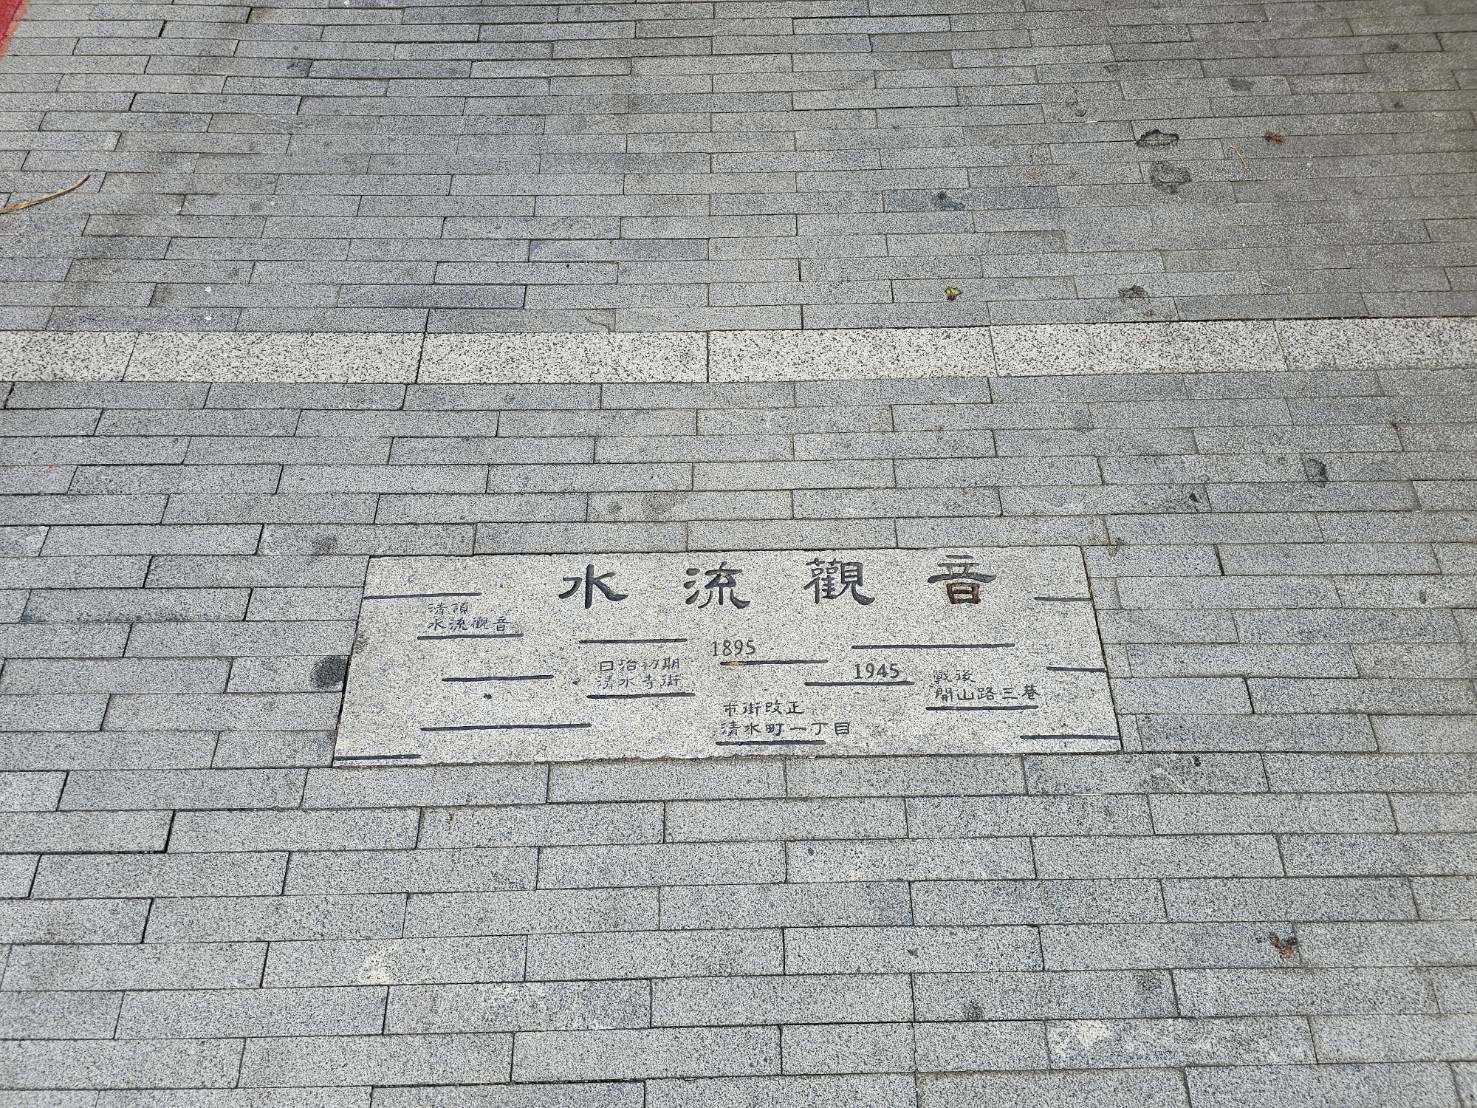 水流觀音
清領
水流觀音
1895
日治初期
清水寺街
1945
市街改正
清水町一丁目
戰後
開山路三巷